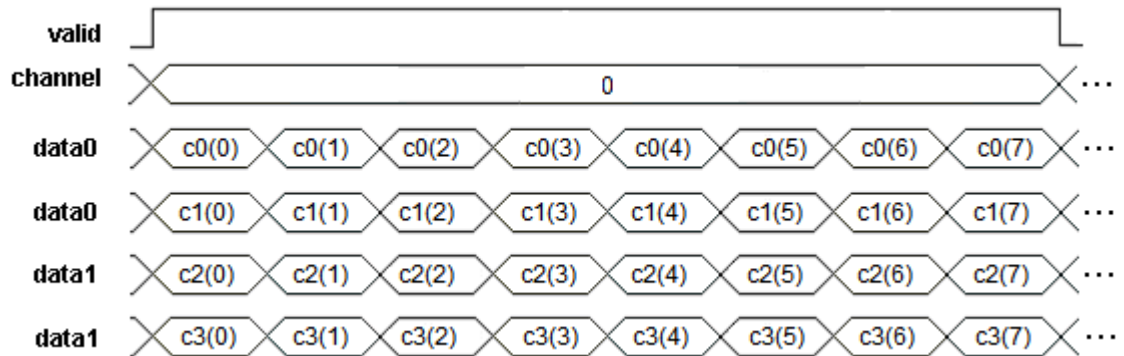 valid
channel 0 ...
data0 c0(0) c0(1) c0(2) c0(3) c0(4) c0(5) c0(6) c0(7) ...
data0 c1(0) c1(1) c1(2) c1(3) c1(4) c1(5) c1(6) c1(7) ...
data1 c2(0) c2(1) c2(2) c2(3) c2(4) c2(5) c2(6) c2(7) ...
data1 c3(0) c3(1) c3(2) c3(3) c3(4) c3(5) c3(6) c3(7) ...